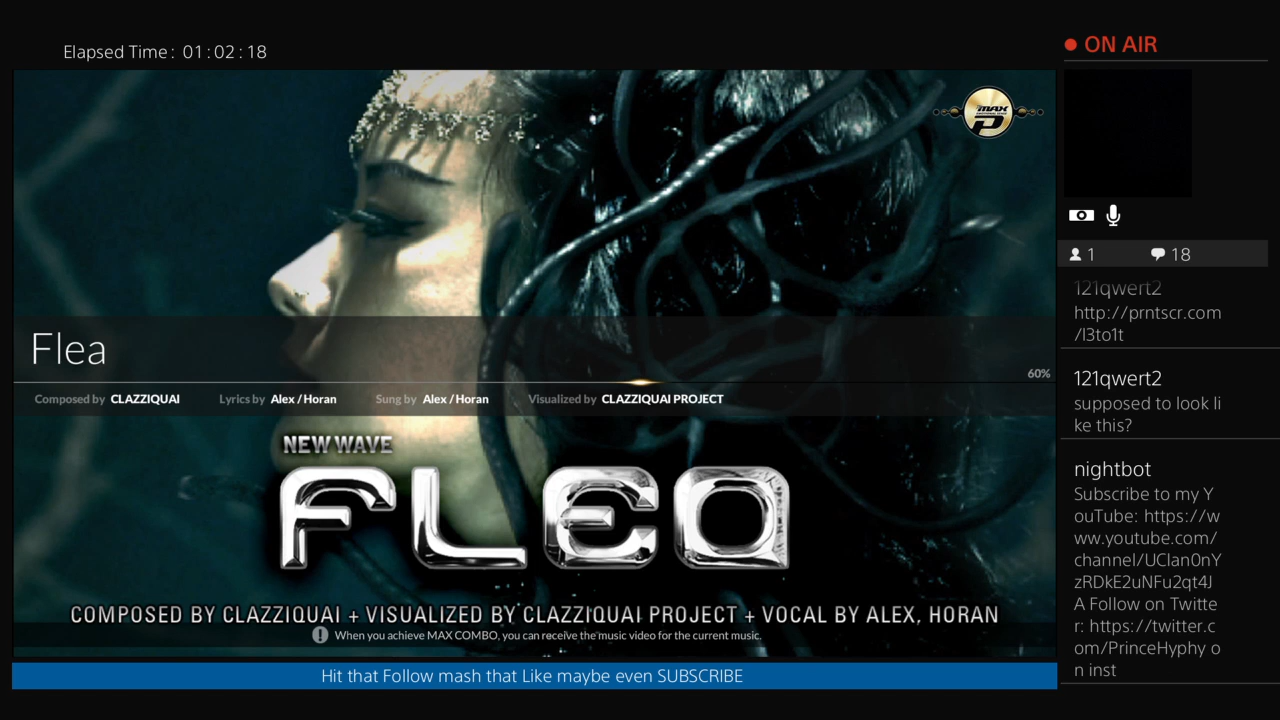 Elapsed Time: 01:02:18
ON AIR
MAX
P
1 18
121qwert2
http://prntscr.com
/l3to1t
121qwert2
supposed to look li
ke this?
nightbot
Subscribe to my Y
ouTube: https://w
ww.youtube.com/
channel/UCIan0nY
zRDkE2uNFu2qt4J
A Follow on Twitte
r: https://twitter.c
om/PrinceHyphy o
n inst
Flea
60%
Composed by CLAZZIQUAI Lyrics by Alex / Horan Sung by Alex / Horan Visualized by CLAZZIQUAI PROJECT
NEW WAVE
FLEA
COMPOSED BY CLAZZIQUAI + VISUALIZED BY CLAZZIQUAI PROJECT + VOCAL BY ALEX, HORAN
When you achieve MAX COMBO, you can receive the music video for the current music.
Hit that Follow mash that Like maybe even SUBSCRIBE